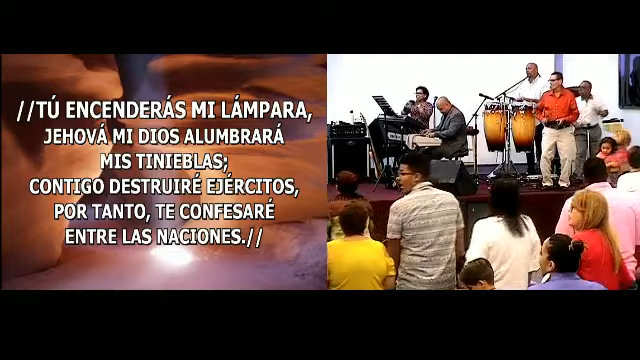 //TÚ ENCENDERÁS MI LÁMPARA,
JEHOVÁ MI DIOS ALUMBRARÁ
MIS TINIEBLAS;
CONTIGO DESTRUIRÉ EJÉRCITOS,
POR TANTO, TE CONFESARÉ
ENTRE LAS NACIONES.//